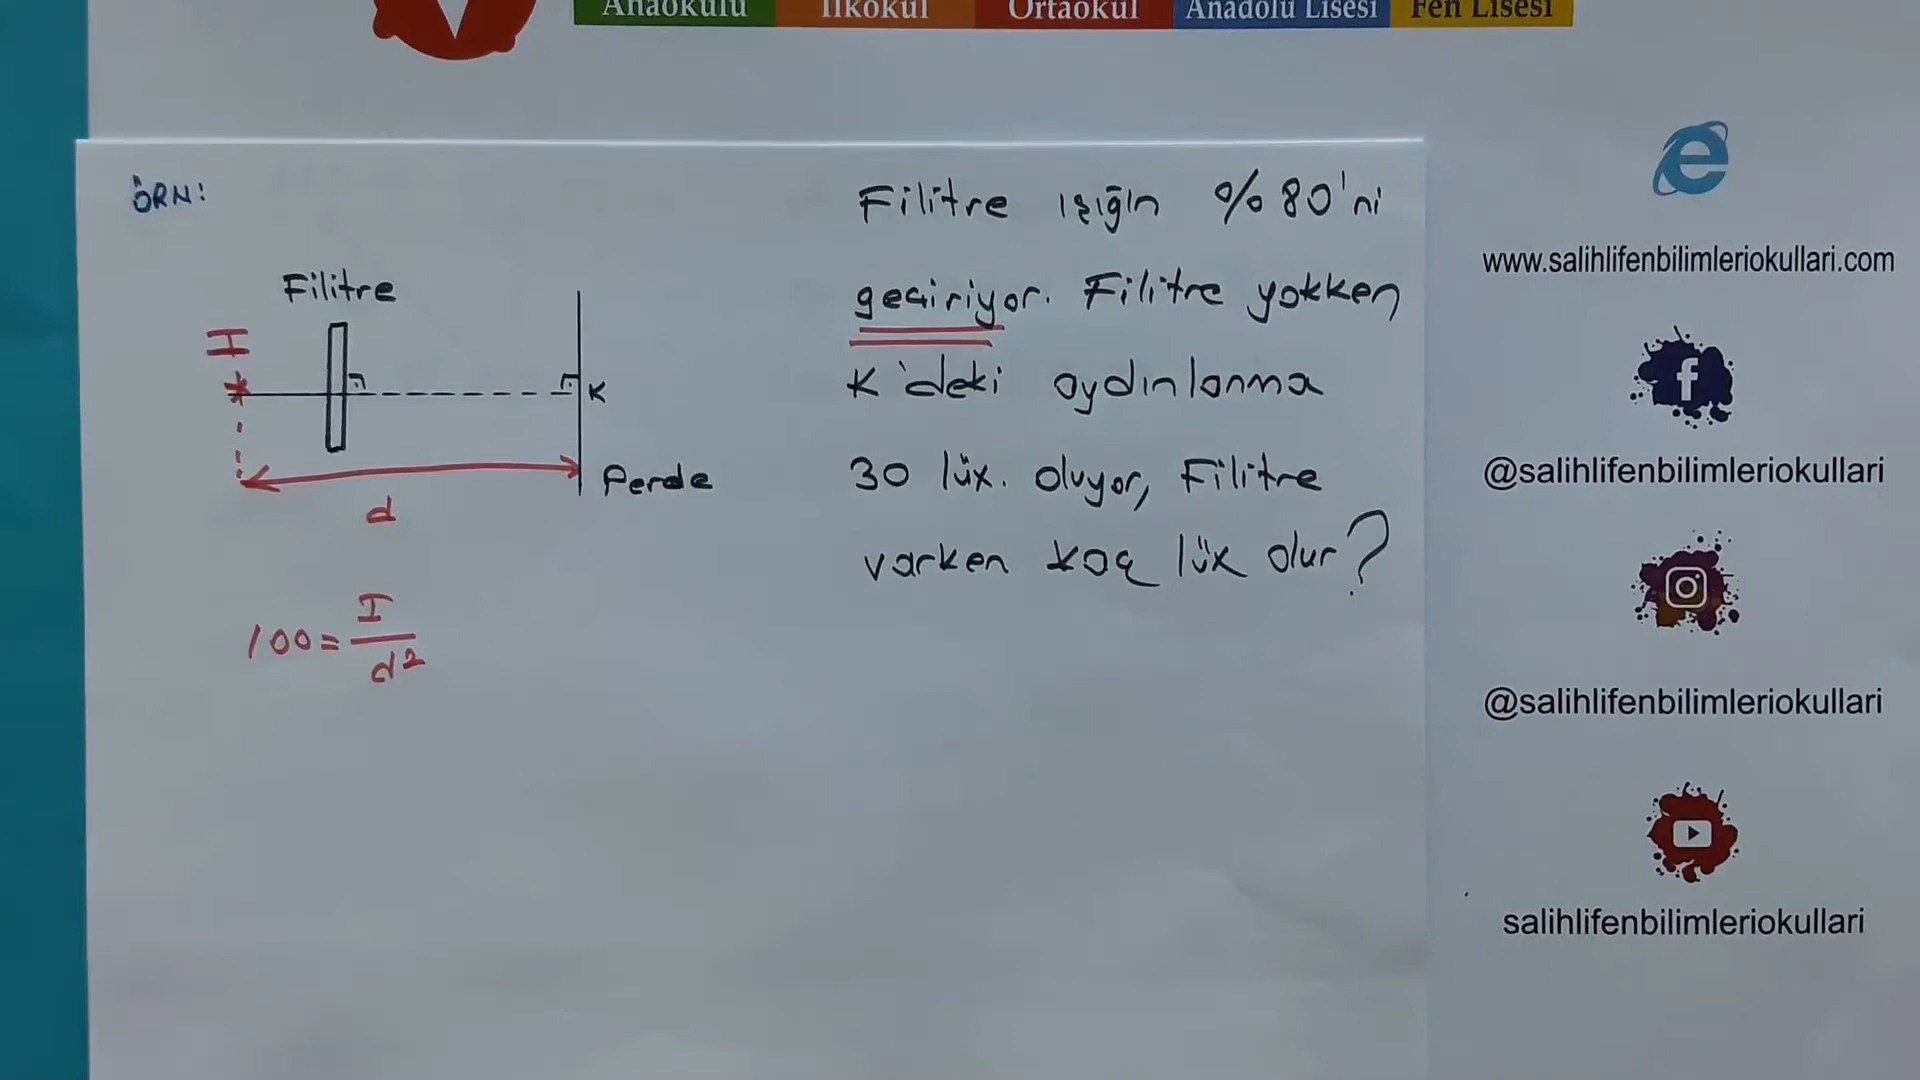 Anaokulu İlkokul Ortaokul Anadolu Lisesi Fen Lisesi
ÖRN:
Filitre
I
K
Perde
d
100 = I / d²
Filitre ışığın %80'ni
geçiriyor. Filitre yokken
K'deki aydınlanma
30 lüx. oluyor, Filitre
varken kaç lüx olur?
www.salihlifenbilimleriokullari.com
@salihlifenbilimleriokullari
@salihlifenbilimleriokullari
salihlifenbilimleriokullari